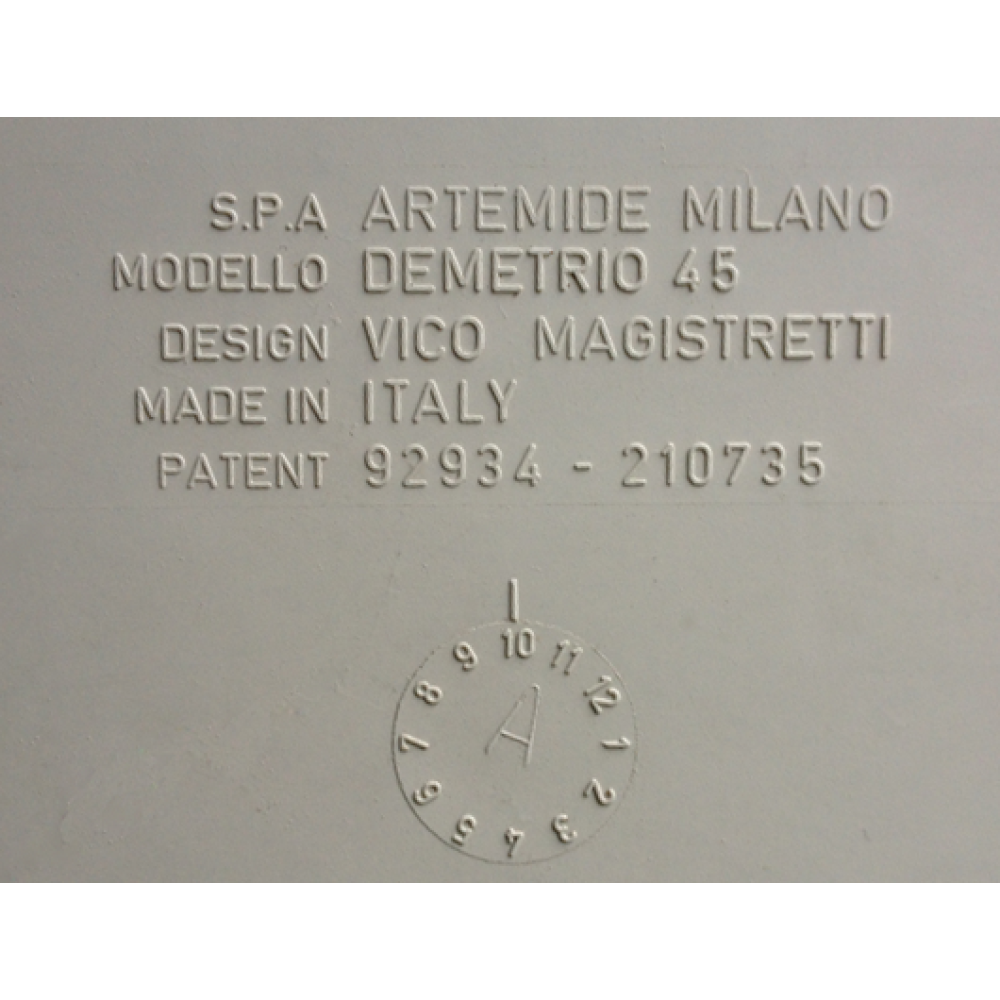 S.P.A ARTEMIDE MILANO
MODELLO DEMETRIO 45
DESIGN VICO MAGISTRETTI
MADE IN ITALY
PATENT 92934 - 210735
10
9 11
8 12
A
7 1
6 2
5 3
4